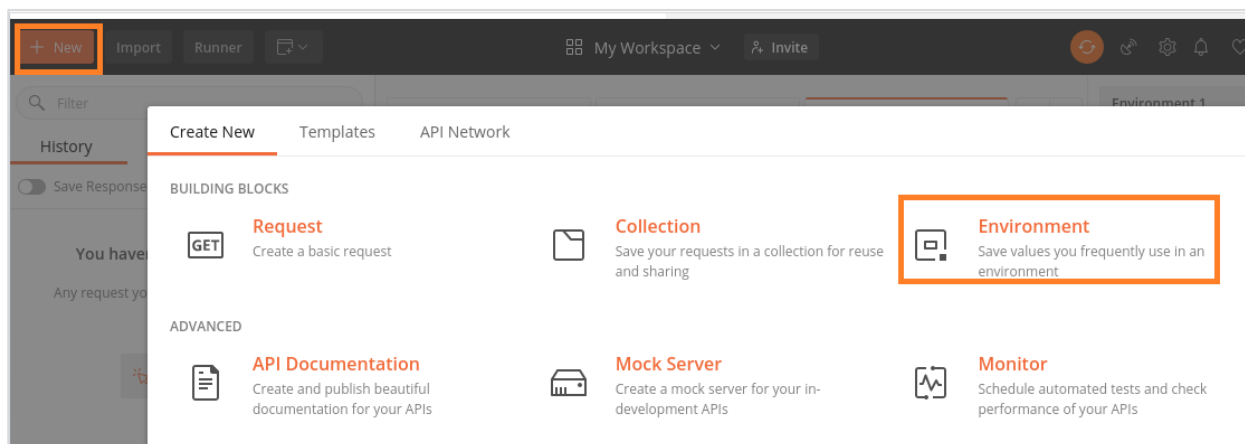 + New Import Runner My Workspace Invite
Filter
Environment 1
Create New Templates API Network
History
Save Response
BUILDING BLOCKS
GET
Request
Create a basic request
Collection
Save your requests in a collection for reuse
and sharing
Environment
Save values you frequently use in an
environment
You have
Any request yo
ADVANCED
API Documentation
Create and publish beautiful
documentation for your APIs
Mock Server
Create a mock server for your in-
development APIs
Monitor
Schedule automated tests and check
performance of your APIs